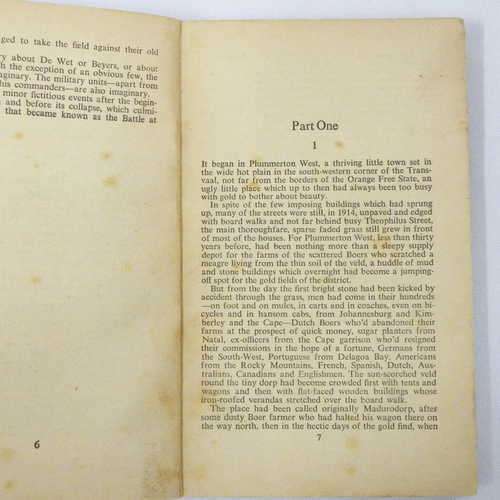 ged to take the field against their old
ry about De Wet or Beyers, or about
h the exception of an obvious few, the
aginary. The military units—apart from
his commanders—are also imaginary.
minor fictitious events after the begin-
and before its collapse, which culmi-
that became known as the Battle at
6
Part One
1
It began in Plummerton West, a thriving little town set in
the wide hot plain in the south-western corner of the Trans-
vaal, not far from the borders of the Orange Free State, an
ugly little place which up to then had always been too busy
with gold to bother about beauty.
In spite of the few imposing buildings which had sprung
up, many of the streets were still, in 1914, unpaved and edged
with board walks and not far behind busy Theophilus Street,
the main thoroughfare, sparse faded grass still grew in front
of most of the houses. For Plummerton West, less than thirty
years before, had been nothing more than a sleepy supply
depot for the farms of the scattered Boers who scratched a
meagre living from the thin soil of the veld, a huddle of mud
and stone buildings which overnight had become a jumping-
off spot for the gold fields of the district.
But from the day the first bright stone had been kicked by
accident through the grass, men had come in their hundreds
—on foot and on mules, in carts and in coaches, even on bi-
cycles and in hansom cabs, from Johannesburg and Kim-
berley and the Cape—Dutch Boers who'd abandoned their
farms at the prospect of quick money, sugar planters from
Natal, ex-officers from the Cape garrison who'd resigned
their commissions in the hope of a fortune, Germans from
the South-West, Portuguese from Delagoa Bay, Americans
from the Rocky Mountains, French, Spanish, Dutch, Aus-
tralians, Canadians and Englishmen. The sun-scorched veld
round the tiny dorp had become crowded first with tents and
wagons and then with flat-faced wooden buildings whose
iron-roofed verandas stretched over the board walk.
The place had been called originally Madurodorp, after
some dusty Boer farmer who had halted his wagon there on
the way north, then in the hectic days of the gold find, when
7